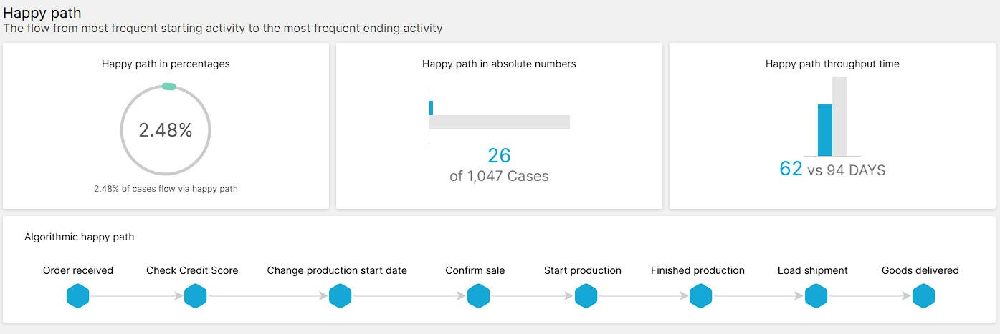 Happy path
The flow from most frequent starting activity to the most frequent ending activity
Happy path in percentages
2.48%
2.48% of cases flow via happy path
Happy path in absolute numbers
26
of 1,047 Cases
Happy path throughput time
62 vs 94 DAYS
Algorithmic happy path
Order received
Check Credit Score
Change production start date
Confirm sale
Start production
Finished production
Load shipment
Goods delivered